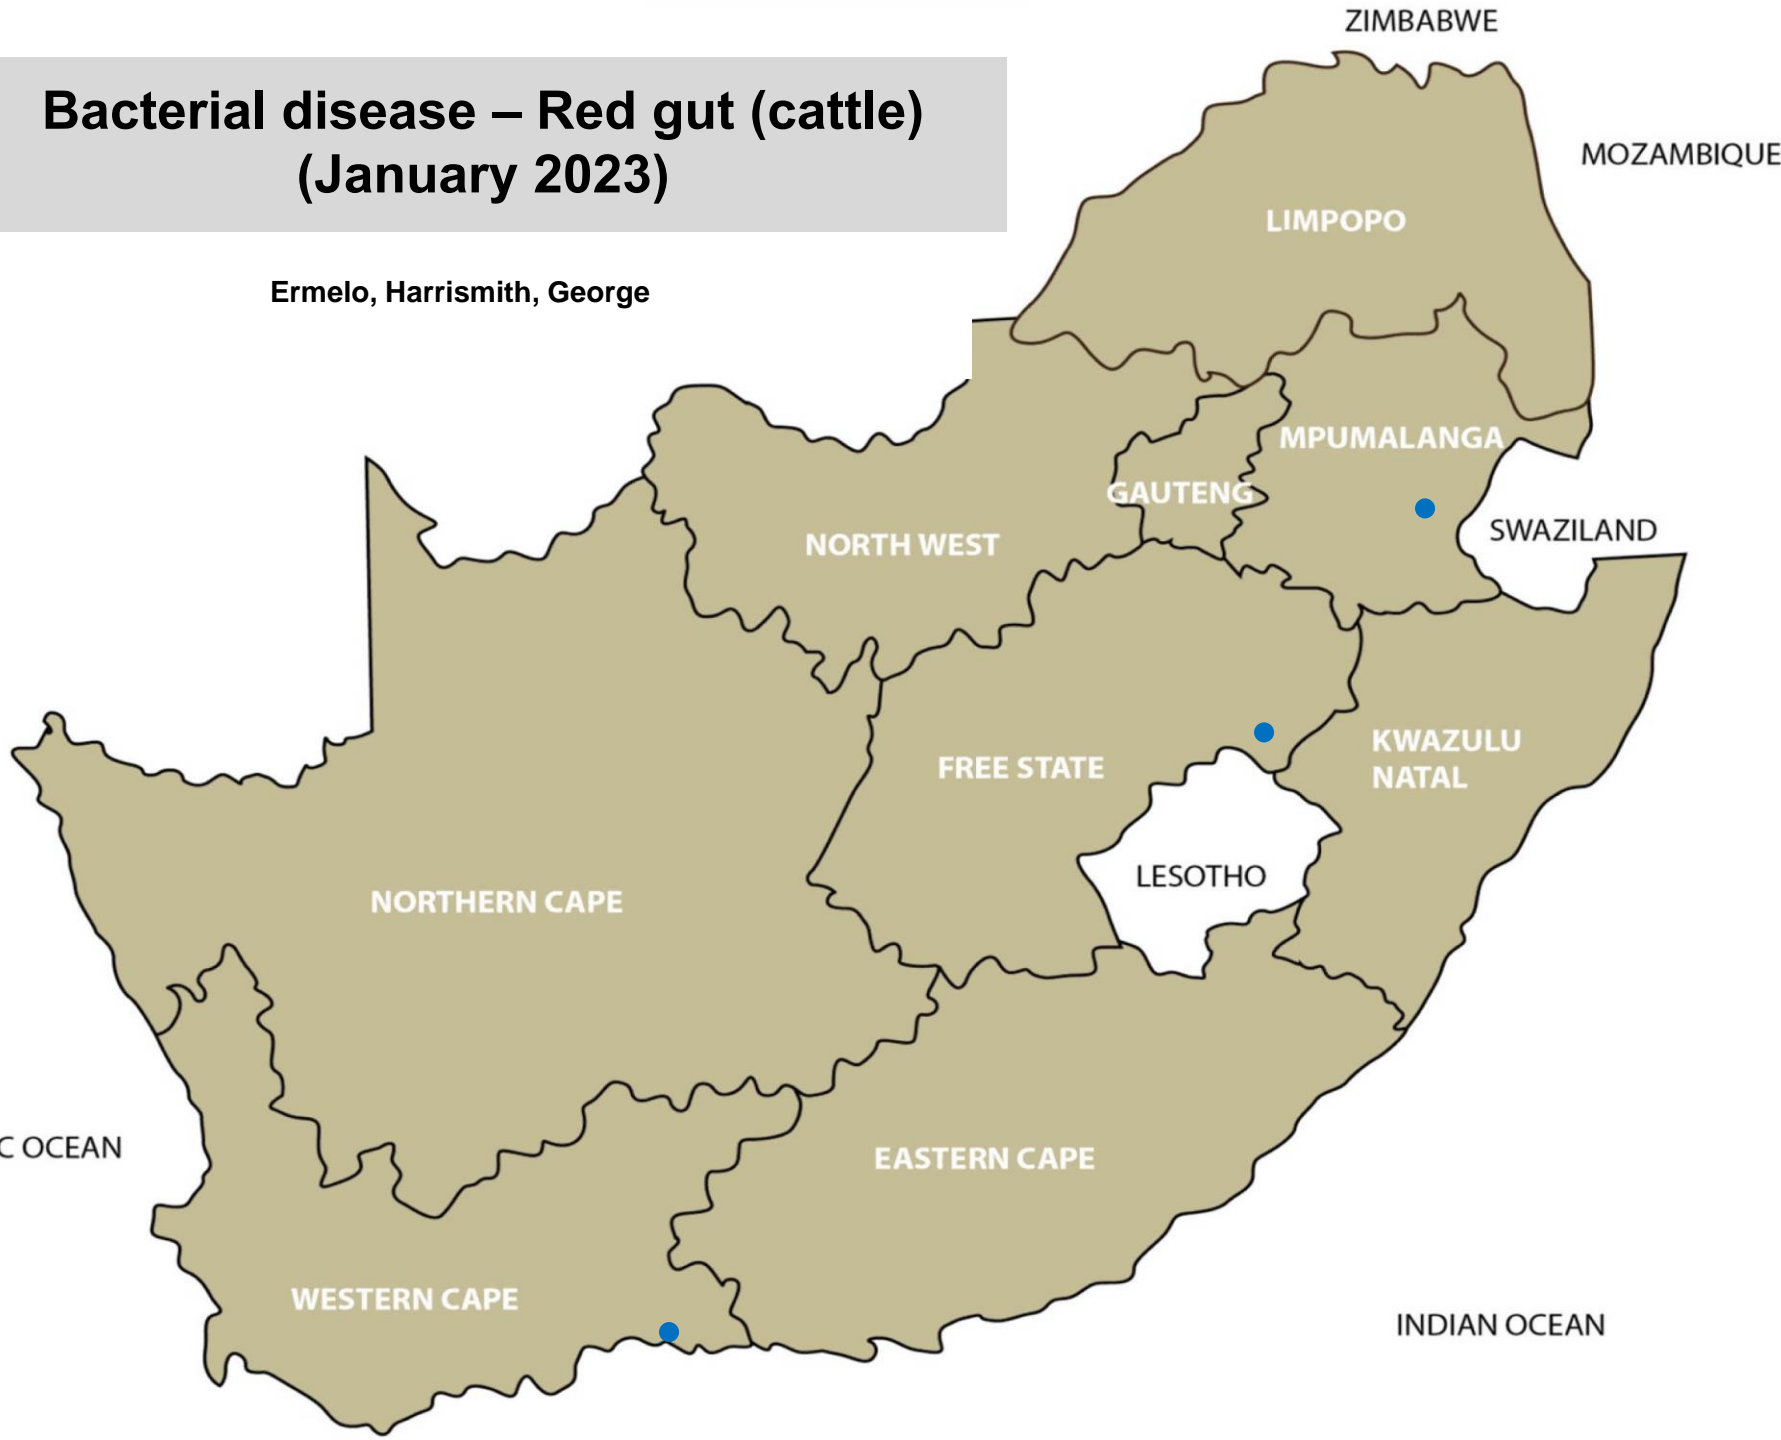 ZIMBABWE
Bacterial disease – Red gut (cattle)
(January 2023)
MOZAMBIQUE
LIMPOPO
Ermelo, Harrismith, George
MPUMALANGA
GAUTENG
SWAZILAND
NORTH WEST
KWAZULU
NATAL
FREE STATE
LESOTHO
NORTHERN CAPE
C OCEAN
EASTERN CAPE
WESTERN CAPE
INDIAN OCEAN